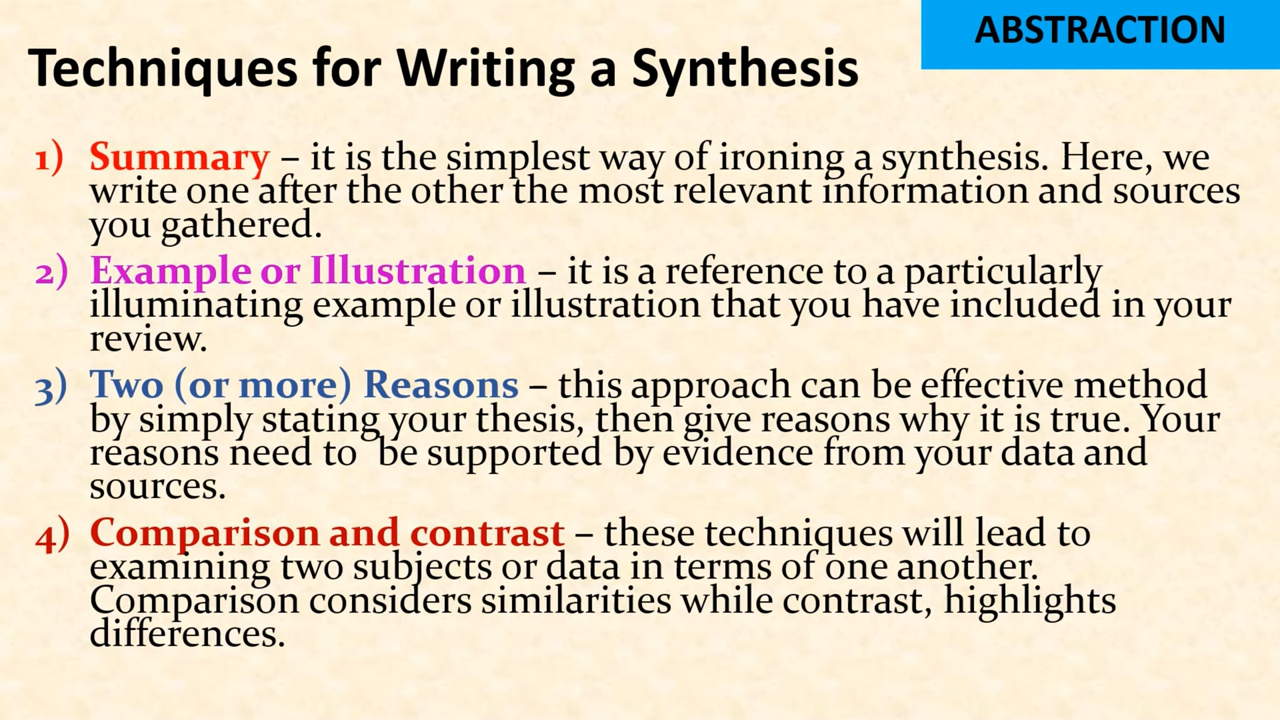 ABSTRACTION
Techniques for Writing a Synthesis
1) Summary – it is the simplest way of ironing a synthesis. Here, we
write one after the other the most relevant information and sources
you gathered.
2) Example or Illustration – it is a reference to a particularly
illuminating example or illustration that you have included in your
review.
3) Two (or more) Reasons – this approach can be effective method
by simply stating your thesis, then give reasons why it is true. Your
reasons need to be supported by evidence from your data and
sources.
4) Comparison and contrast – these techniques will lead to
examining two subjects or data in terms of one another.
Comparison considers similarities while contrast, highlights
differences.